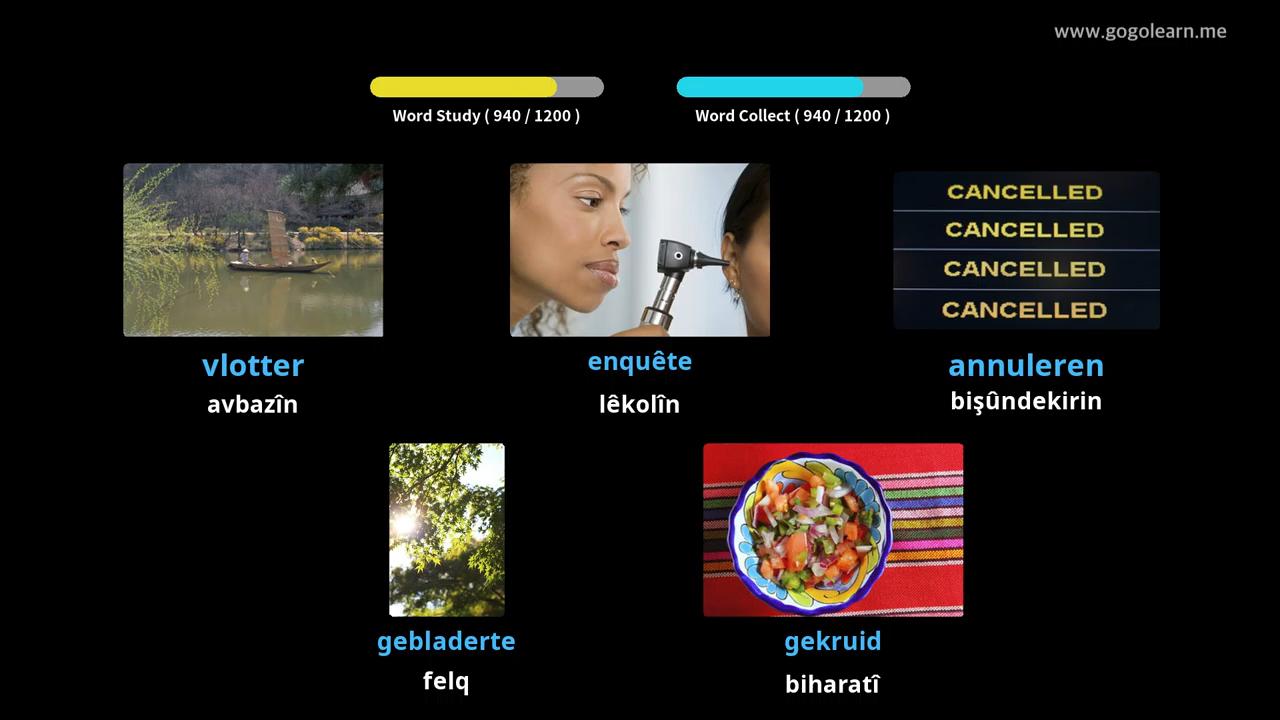 www.gogolearn.me
Word Study ( 940 / 1200 )
Word Collect ( 940 / 1200 )
CANCELLED
CANCELLED
CANCELLED
CANCELLED
vlotter
enquête
annuleren
avbazîn
lêkolîn
bişûndekirin
gebladerte
gekruid
felq
biharatî